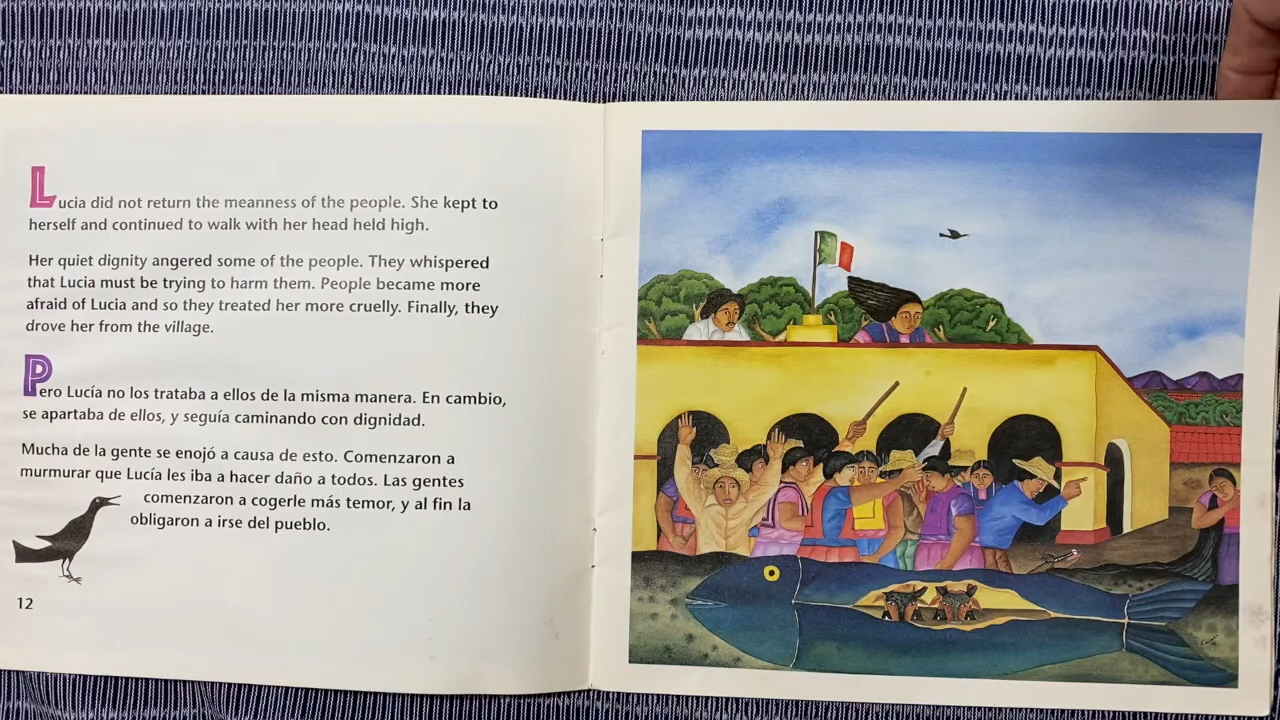 Lucia did not return the meanness of the people. She kept to
herself and continued to walk with her head held high.
Her quiet dignity angered some of the people. They whispered
that Lucia must be trying to harm them. People became more
afraid of Lucia and so they treated her more cruelly. Finally, they
drove her from the village.
Pero Lucía no los trataba a ellos de la misma manera. En cambio,
se apartaba de ellos, y seguía caminando con dignidad.
Mucha de la gente se enojó a causa de esto. Comenzaron a
murmurar que Lucía les iba a hacer daño a todos. Las gentes
comenzaron a cogerle más temor, y al fin la
obligaron a irse del pueblo.
12